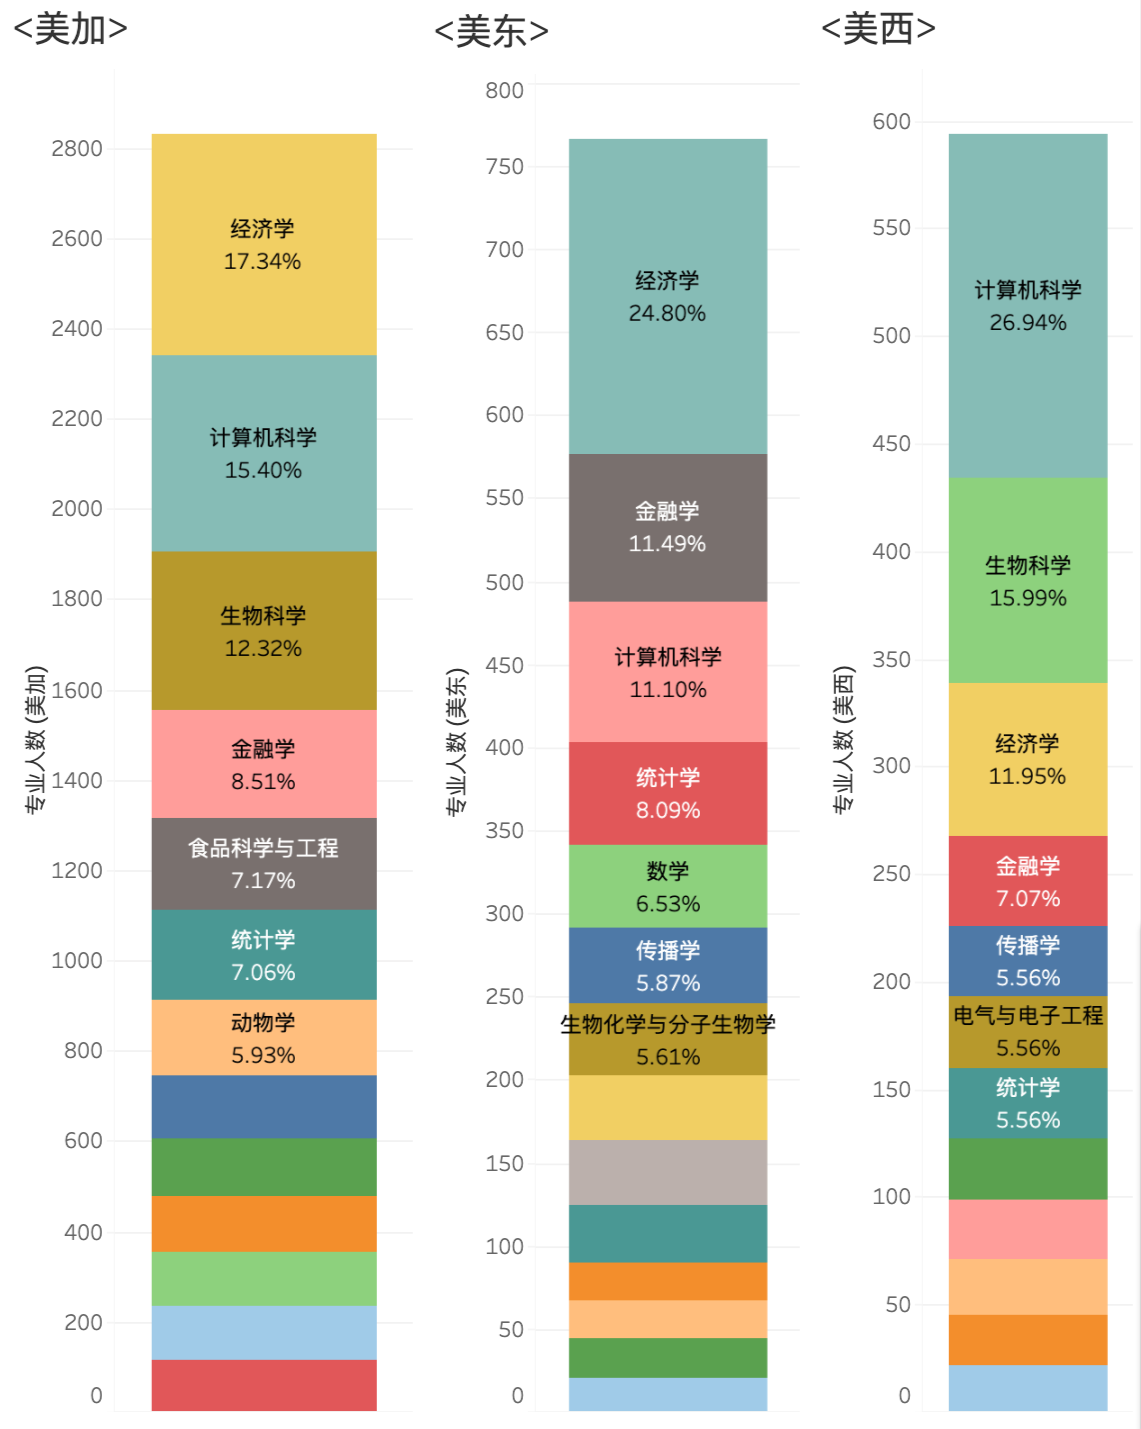 <美加>
2800
2600
2400
2200
2000
1800
1600
1400
1200
1000
800
600
400
200
0
专业人数 (美加)
经济学
17.34%
计算机科学
15.40%
生物科学
12.32%
金融学
8.51%
食品科学与工程
7.17%
统计学
7.06%
动物学
5.93%
<美东>
800
750
700
650
600
550
500
450
400
350
300
250
200
150
100
50
0
专业人数 (美东)
经济学
24.80%
金融学
11.49%
计算机科学
11.10%
统计学
8.09%
数学
6.53%
传播学
5.87%
生物化学与分子生物学
5.61%
<美西>
600
550
500
450
400
350
300
250
200
150
100
50
0
专业人数 (美西)
计算机科学
26.94%
生物科学
15.99%
经济学
11.95%
金融学
7.07%
传播学
5.56%
电气与电子工程
5.56%
统计学
5.56%